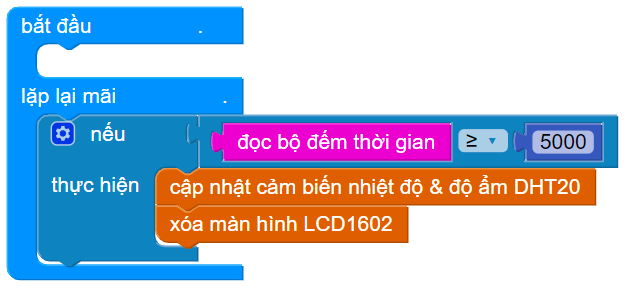 bắt đầu .
lặp lại mãi .
nếu đọc bộ đếm thời gian ≥ ▾ 5000
thực hiện cập nhật cảm biến nhiệt độ & độ ẩm DHT20
xóa màn hình LCD1602